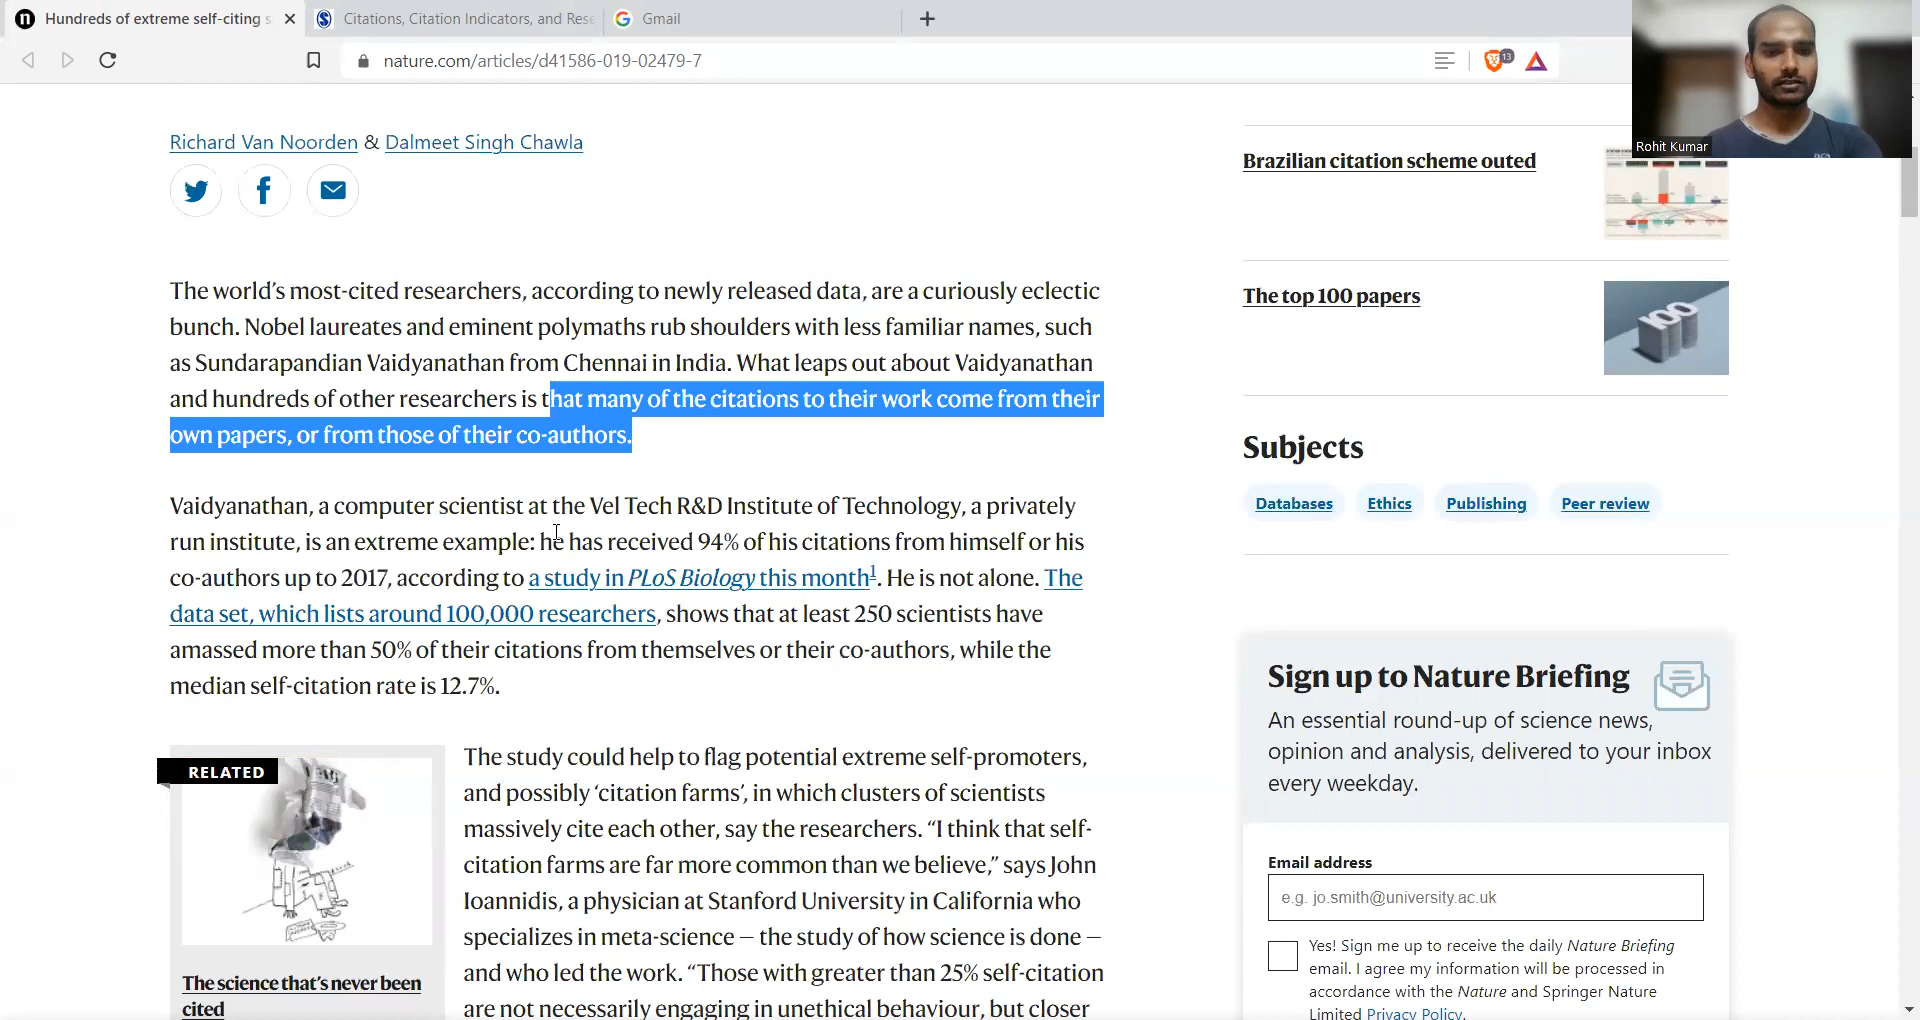 Hundreds of extreme self-citing s
Citations, Citation Indicators, and Rese
Gmail
nature.com/articles/d41586-019-02479-7
13
Rohit Kumar
Richard Van Noorden & Dalmeet Singh Chawla
The world’s most-cited researchers, according to newly released data, are a curiously eclectic
bunch. Nobel laureates and eminent polymaths rub shoulders with less familiar names, such
as Sundarapandian Vaidyanathan from Chennai in India. What leaps out about Vaidyanathan
and hundreds of other researchers is that many of the citations to their work come from their
own papers, or from those of their co-authors.
Vaidyanathan, a computer scientist at the Vel Tech R&D Institute of Technology, a privately
run institute, is an extreme example: he has received 94% of his citations from himself or his
co-authors up to 2017, according to a study in PLoS Biology this month1. He is not alone. The
data set, which lists around 100,000 researchers, shows that at least 250 scientists have
amassed more than 50% of their citations from themselves or their co-authors, while the
median self-citation rate is 12.7%.
RELATED
The science that’s never been
cited
The study could help to flag potential extreme self-promoters,
and possibly ‘citation farms’, in which clusters of scientists
massively cite each other, say the researchers. “I think that self-
citation farms are far more common than we believe,” says John
Ioannidis, a physician at Stanford University in California who
specializes in meta-science — the study of how science is done —
and who led the work. “Those with greater than 25% self-citation
are not necessarily engaging in unethical behaviour, but closer
Brazilian citation scheme outed
The top 100 papers
100
Subjects
Databases
Ethics
Publishing
Peer review
Sign up to Nature Briefing
An essential round-up of science news,
opinion and analysis, delivered to your inbox
every weekday.
Email address
e.g. jo.smith@university.ac.uk
Yes! Sign me up to receive the daily Nature Briefing
email. I agree my information will be processed in
accordance with the Nature and Springer Nature
Limited Privacy Policy.